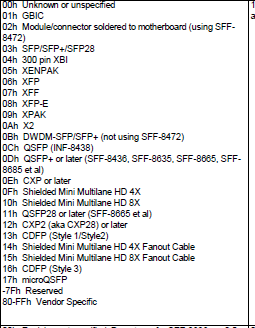 00h Unknown or unspecified
01h GBIC
02h Module/connector soldered to motherboard (using SFF-
8472)
03h SFP/SFP+/SFP28
04h 300 pin XBI
05h XENPAK
06h XFP
07h XFF
08h XFP-E
09h XPAK
0Ah X2
0Bh DWDM-SFP/SFP+ (not using SFF-8472)
0Ch QSFP (INF-8438)
0Dh QSFP+ or later (SFF-8436, SFF-8635, SFF-8665, SFF-
8685 et al)
0Eh CXP or later
0Fh Shielded Mini Multilane HD 4X
10h Shielded Mini Multilane HD 8X
11h QSFP28 or later (SFF-8665 et al)
12h CXP2 (aka CXP28) or later
13h CDFP (Style 1/Style2)
14h Shielded Mini Multilane HD 4X Fanout Cable
15h Shielded Mini Multilane HD 8X Fanout Cable
16h CDFP (Style 3)
17h microQSFP
-7Fh Reserved
80-FFh Vendor Specific